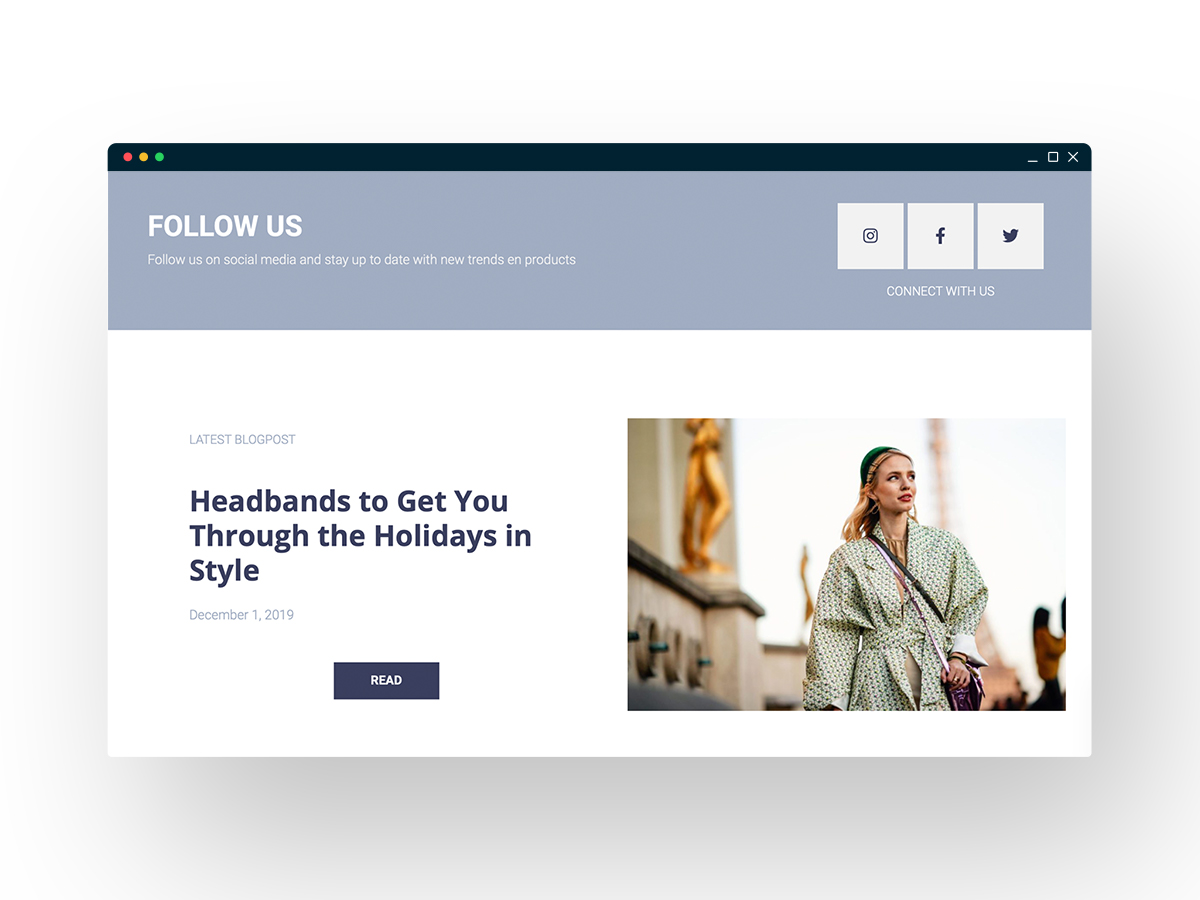 FOLLOW US
Follow us on social media and stay up to date with new trends en products
CONNECT WITH US
LATEST BLOGPOST
Headbands to Get You
Through the Holidays in
Style
December 1, 2019
READ